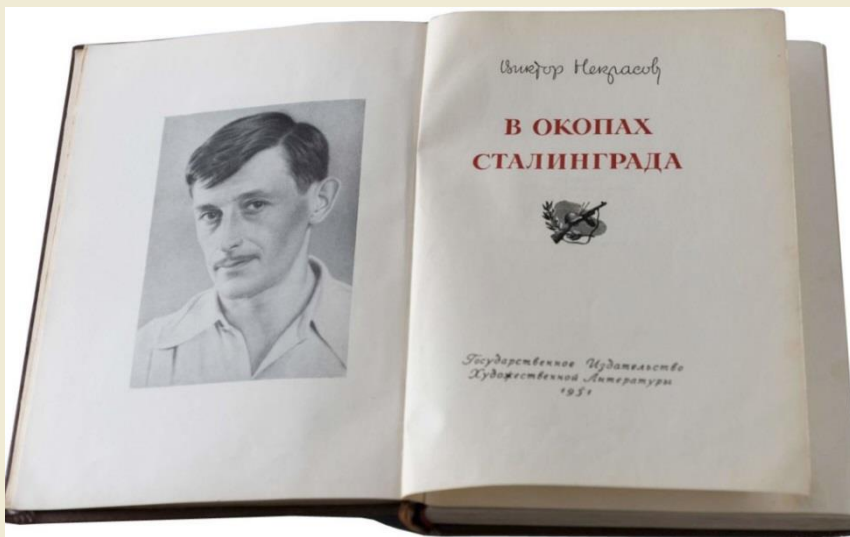 Виктор Некрасов
В ОКОПАХ
СТАЛИНГРАДА
Государственное Издательство
Художественной Литературы
1951